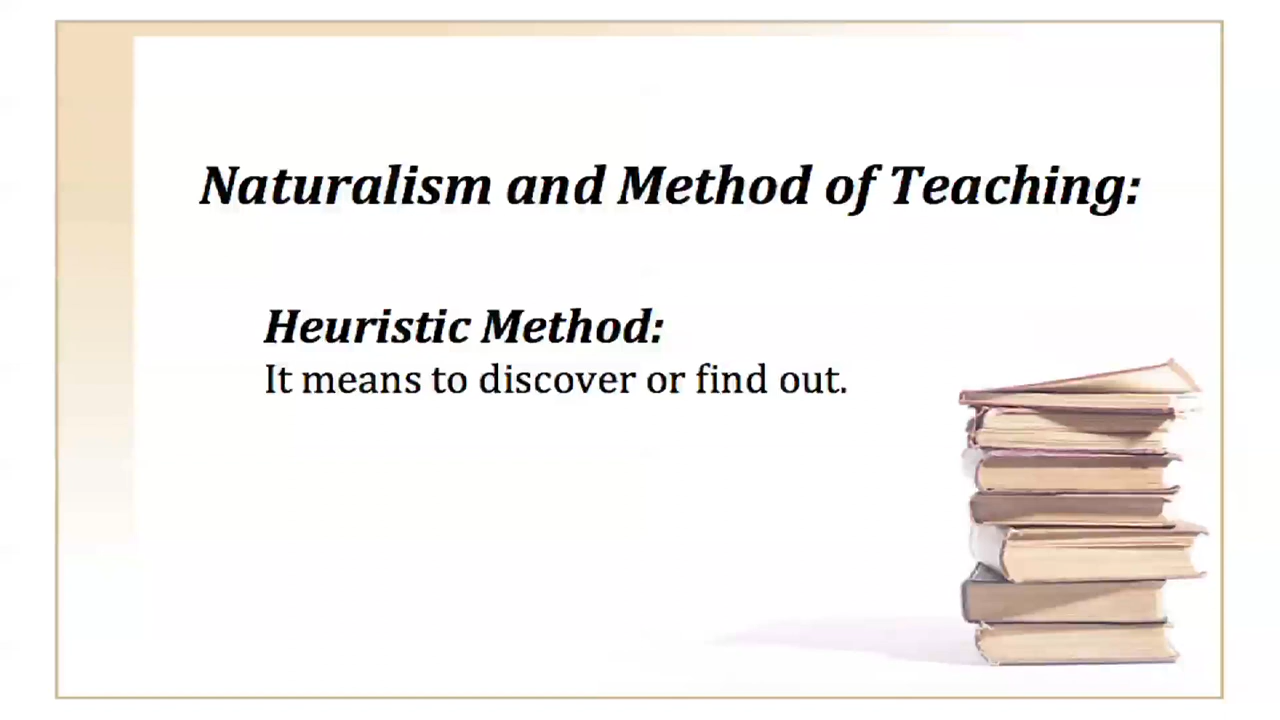 Naturalism and Method of Teaching:
Heuristic Method:
It means to discover or find out.